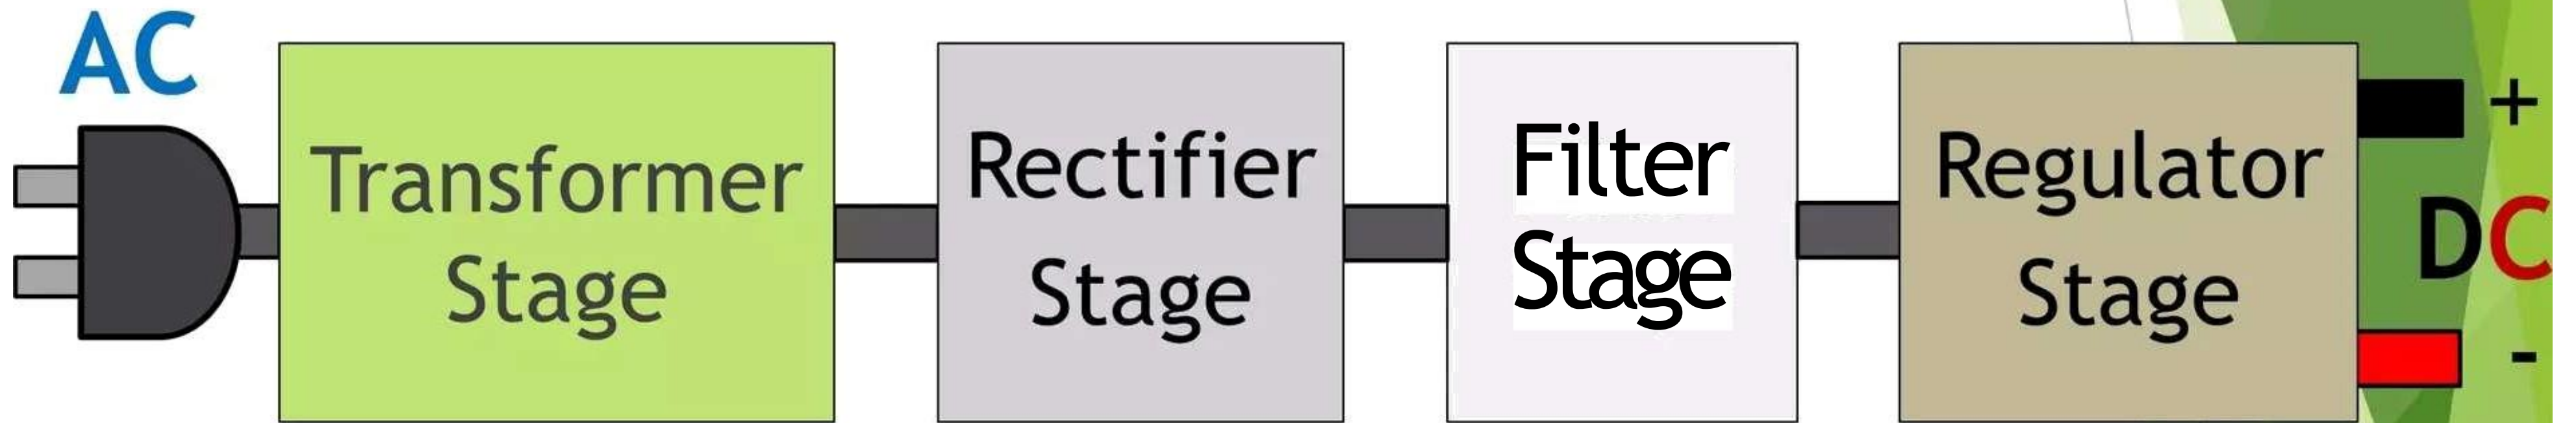 AC
Transformer
Stage
Rectifier
Stage
Filter
Stage
Regulator
Stage
+
DC
-